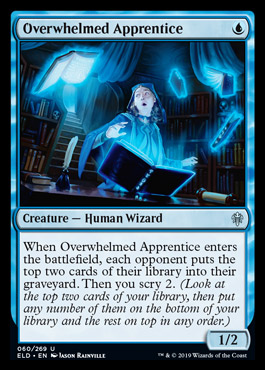 Overwhelmed Apprentice
Creature — Human Wizard
When Overwhelmed Apprentice enters
the battlefield, each opponent puts the
top two cards of their library into their
graveyard. Then you scry 2. (Look at
the top two cards of your library, then put
any number of them on the bottom of your
library and the rest on top in any order.)
1/2
060/269 U
ELD • EN Jason Rainville
™ & © 2019 Wizards of the Coast